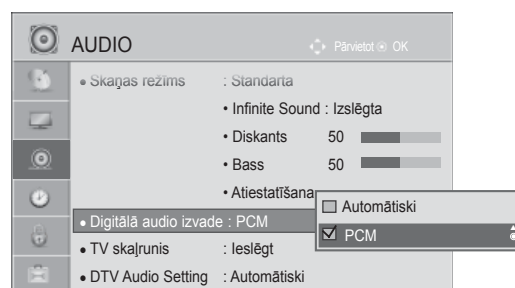 AUDIO
Pārvietot OK
• Skaņas režīms : Standarta
• Infinite Sound : Izslēgta
• Diskants 50
• Bass 50
• Atiestatīšana
Automātiski
• Digitālā audio izvade : PCM
PCM
• TV skaļrunis : Ieslēgt
• DTV Audio Setting : Automātiski